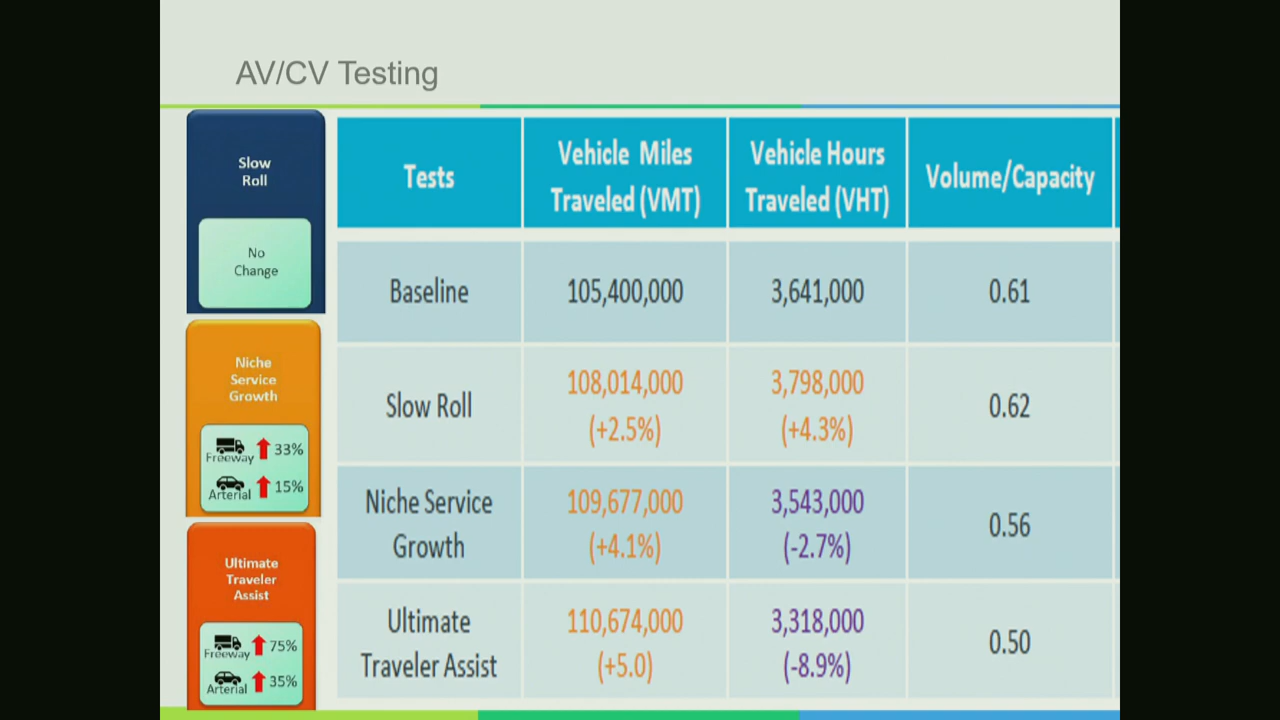 AV/CV Testing
Slow
Roll
No
Change
Niche
Service
Growth
Freeway 33%
Arterial 15%
Ultimate
Traveler
Assist
Freeway 75%
Arterial 35%
Tests
Vehicle Miles
Traveled (VMT)
Vehicle Hours
Traveled (VHT)
Volume/Capacity
Baseline
105,400,000
3,641,000
0.61
Slow Roll
108,014,000
(+2.5%)
3,798,000
(+4.3%)
0.62
Niche Service
Growth
109,677,000
(+4.1%)
3,543,000
(-2.7%)
0.56
Ultimate
Traveler Assist
110,674,000
(+5.0)
3,318,000
(-8.9%)
0.50